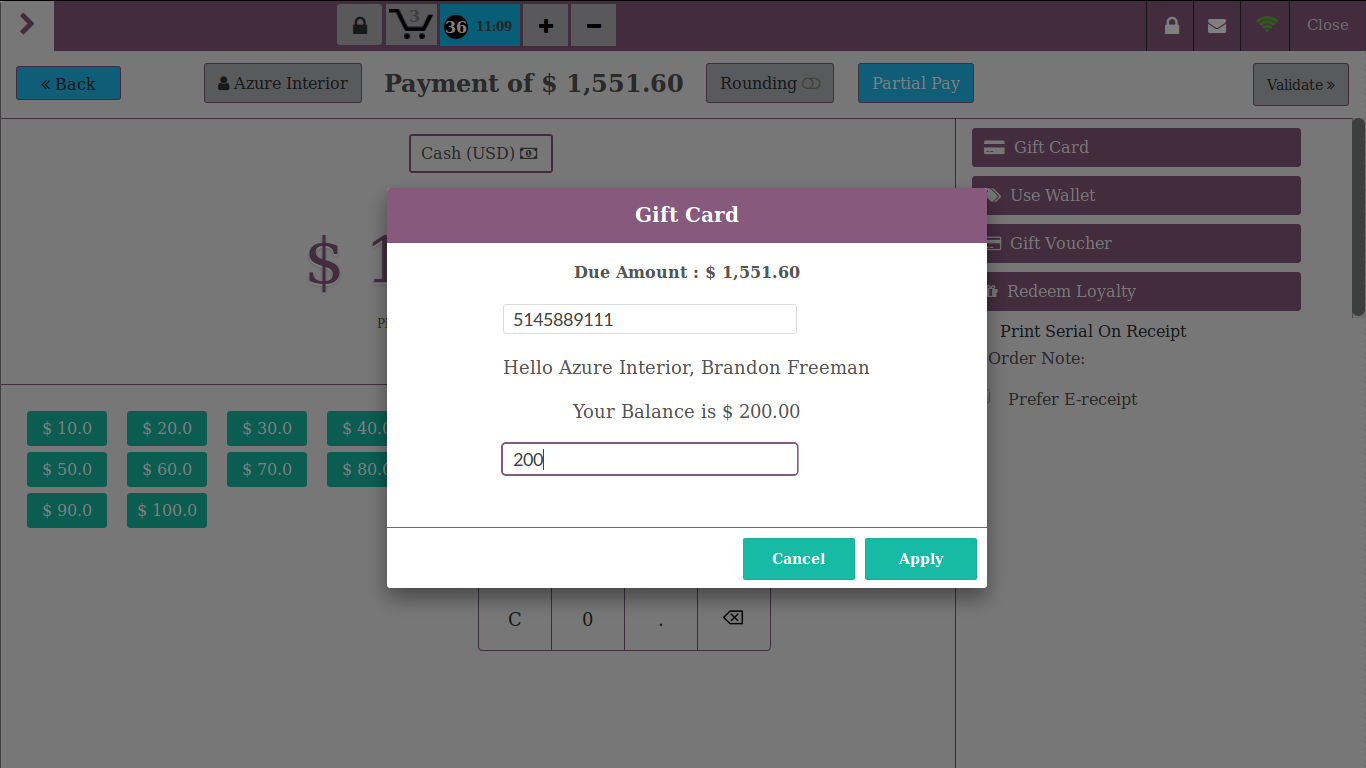 3
36 11:09
Close
Back
Azure Interior
Payment of $ 1,551.60
Rounding
Partial Pay
Validate
Cash (USD)
Gift Card
Use Wallet
Gift Voucher
Redeem Loyalty
Print Serial On Receipt
Order Note:
Prefer E-receipt
$ 1
Gift Card
Due Amount : $ 1,551.60
5145889111
Hello Azure Interior, Brandon Freeman
Your Balance is $ 200.00
200
Cancel
Apply
$ 10.0
$ 20.0
$ 30.0
$ 40.0
$ 50.0
$ 60.0
$ 70.0
$ 80.0
$ 90.0
$ 100.0
C
0
.